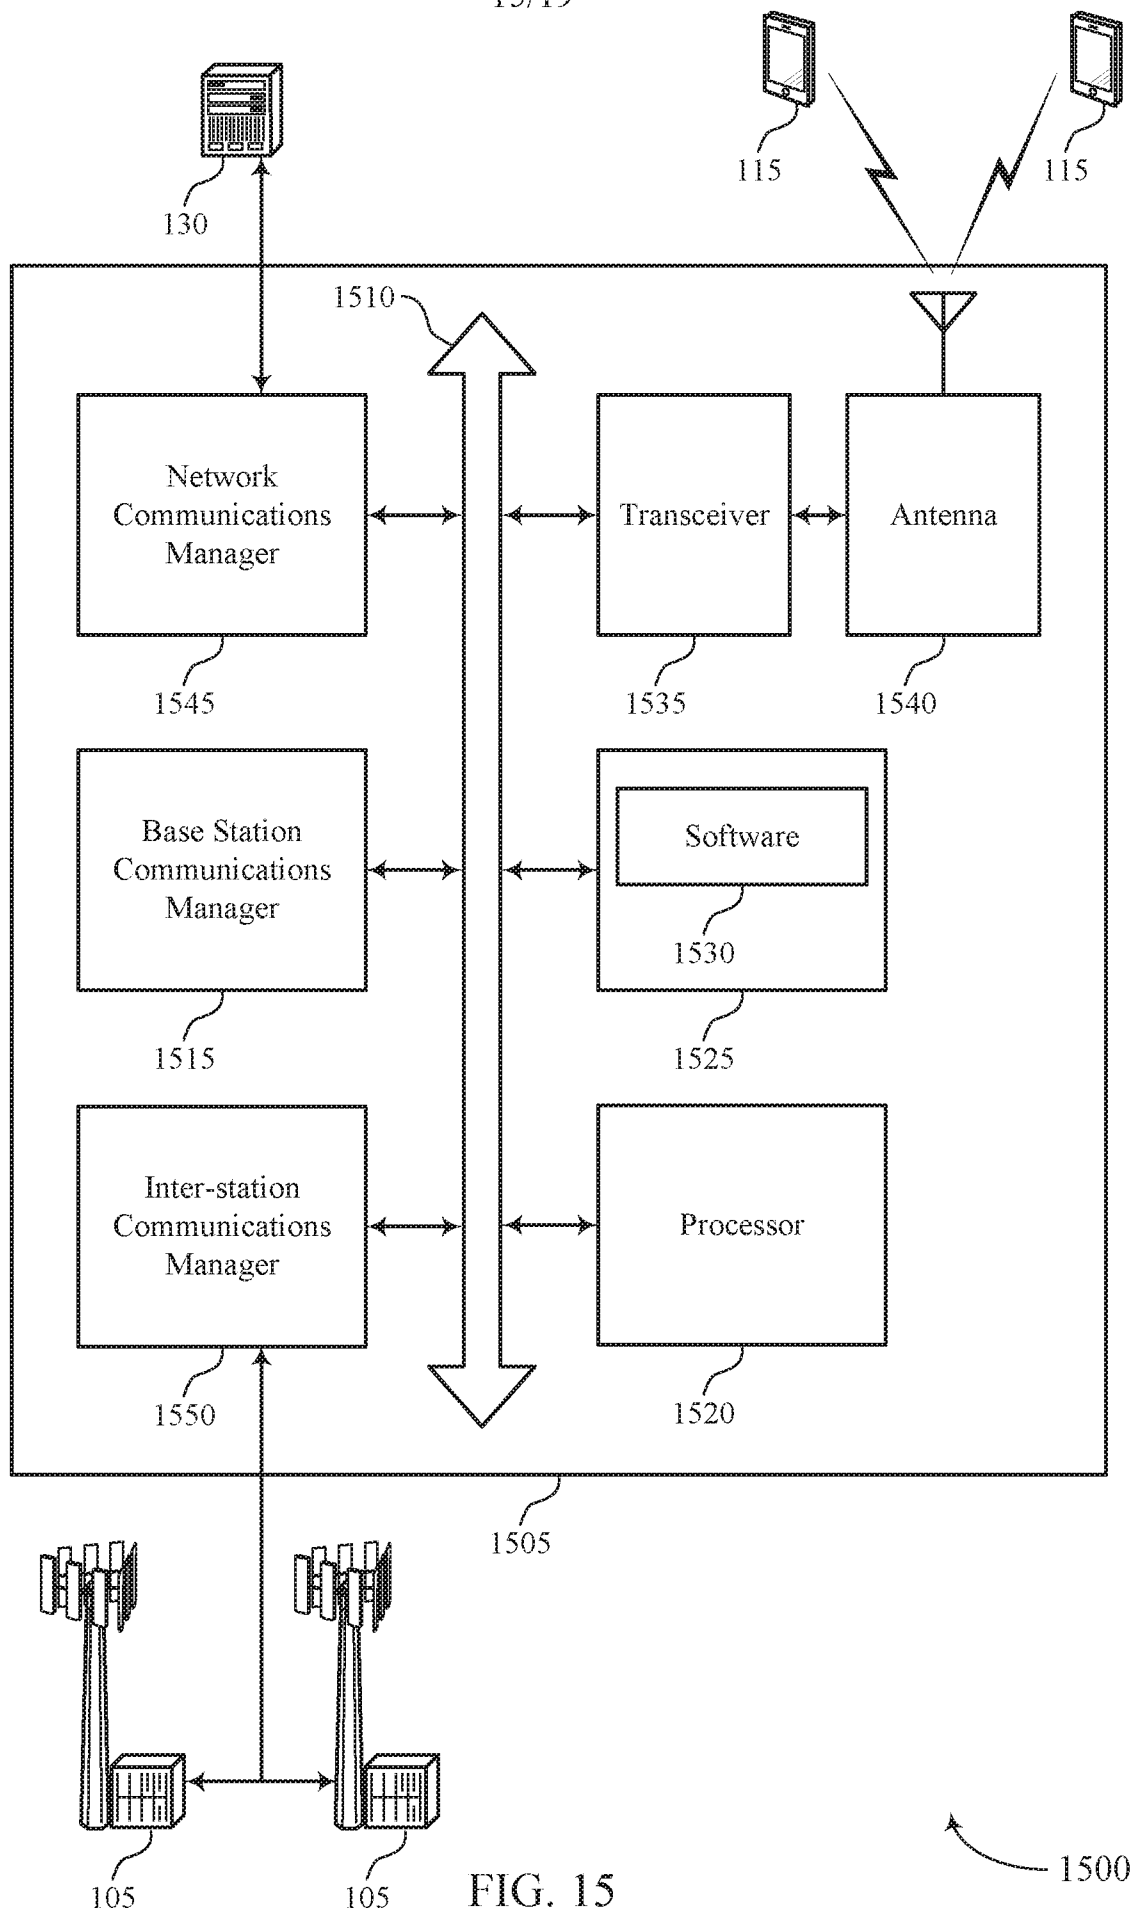 115
115
130
1510
Network
Communications
Manager
Transceiver
Antenna
1545
1535
1540
Base Station
Communications
Manager
Software
1530
1515
1525
Inter-station
Communications
Manager
Processor
1550
1520
1505
105
105
FIG. 15
1500